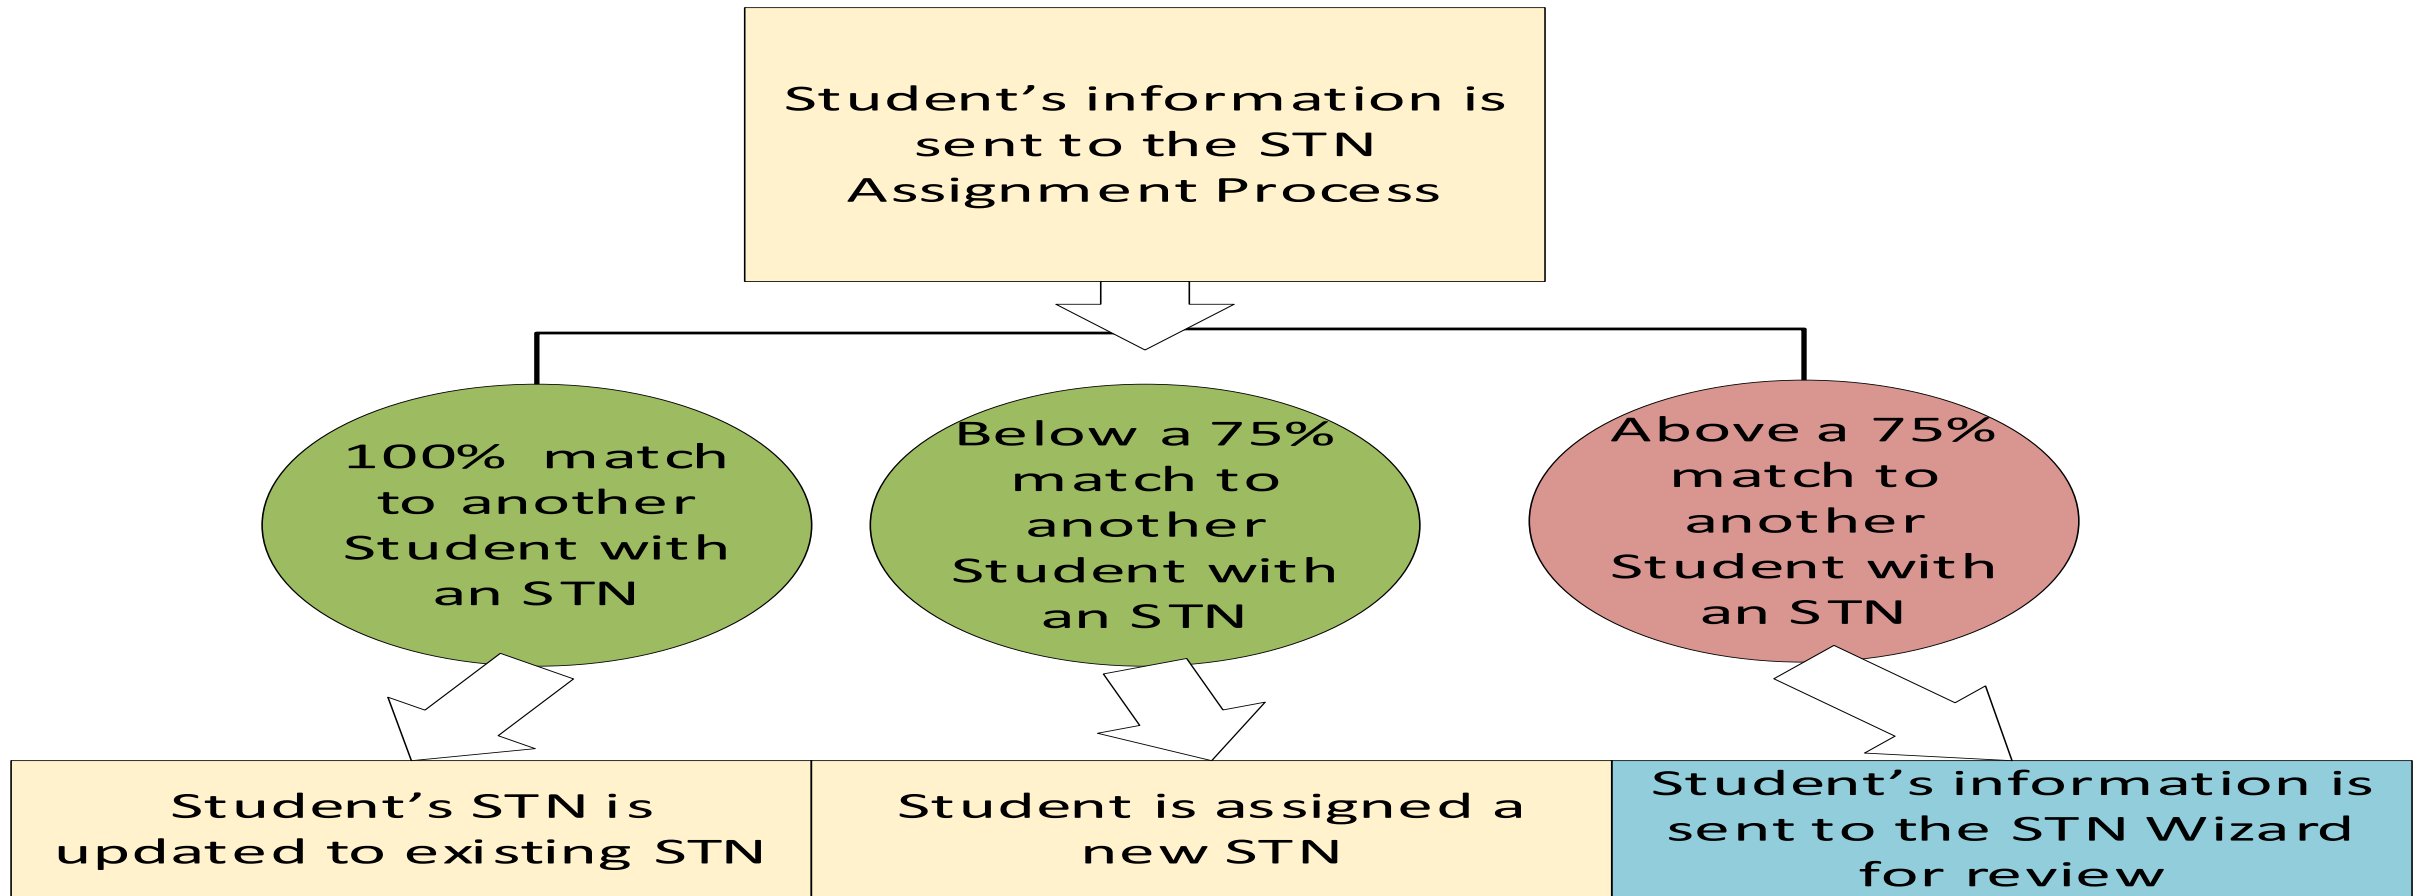 Student’s information is
sent to the STN
Assignment Process
100% match
to another
Student with
an STN
Below a 75%
match to
another
Student with
an STN
Above a 75%
match to
another
Student with
an STN
Student’s STN is
updated to existing STN
Student is assigned a
new STN
Student’s information is
sent to the STN Wizard
for review